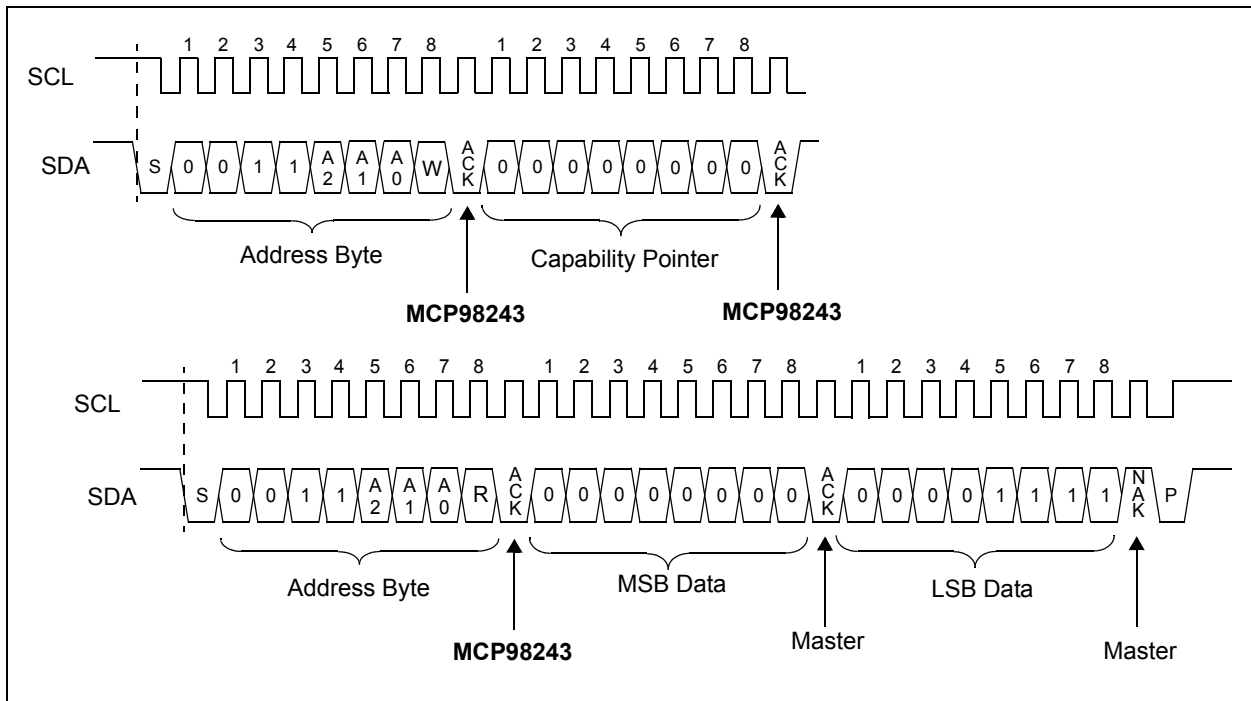 1 2 3 4 5 6 7 8 1 2 3 4 5 6 7 8
SCL
SDA S 0 0 1 1 A2 A1 A0 W ACK 0 0 0 0 0 0 0 0 ACK
Address Byte Capability Pointer
MCP98243 MCP98243
1 2 3 4 5 6 7 8 1 2 3 4 5 6 7 8 1 2 3 4 5 6 7 8
SCL
SDA S 0 0 1 1 A2 A1 A0 R ACK 0 0 0 0 0 0 0 0 ACK 0 0 0 0 1 1 1 1 NAK P
Address Byte MSB Data LSB Data
MCP98243 Master Master